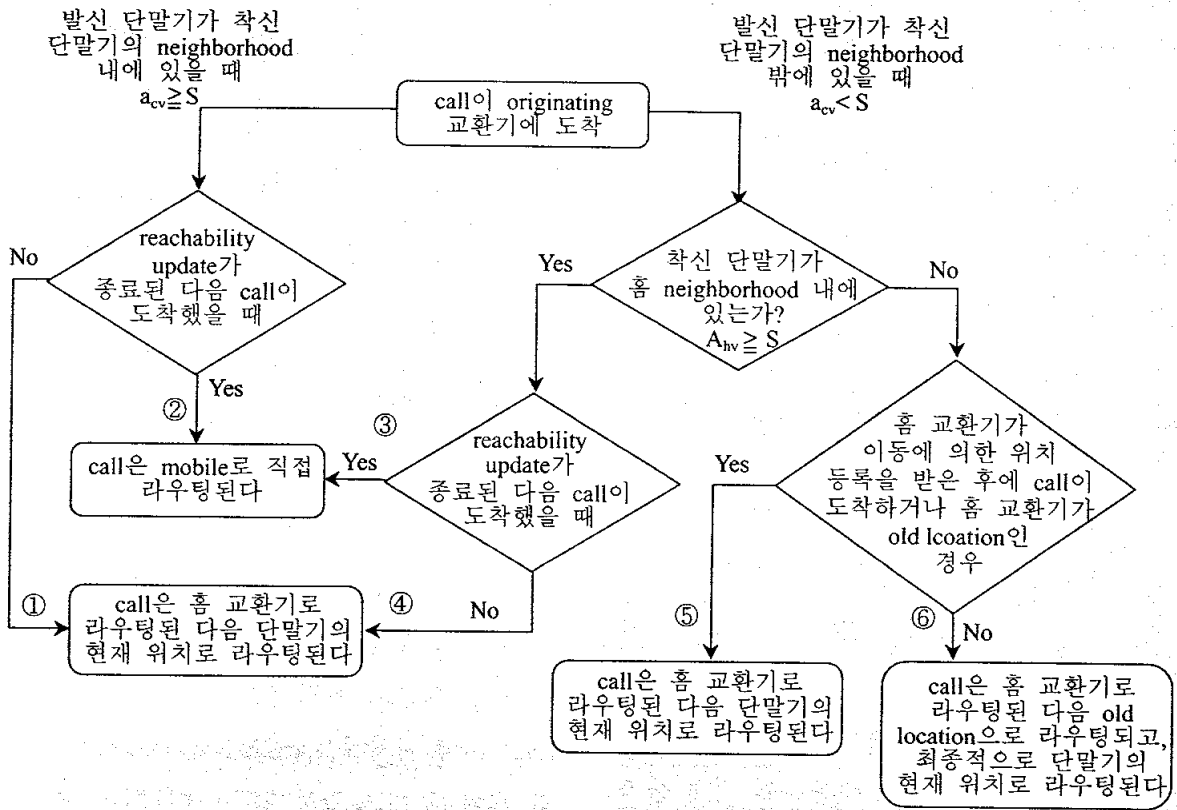 발신 단말기가 착신
단말기의 neighborhood
내에 있을 때
a_cv ≧ S
발신 단말기가 착신
단말기의 neighborhood
밖에 있을 때
a_cv < S
call이 originating
교환기에 도착
reachability
update가
종료된 다음 call이
도착했을 때
No
Yes
②
착신 단말기가
홈 neighborhood 내에
있는가?
A_hv ≧ S
Yes
No
call은 mobile로 직접
라우팅된다
③
Yes
reachability
update가
종료된 다음 call이
도착했을 때
홈 교환기가
이동에 의한 위치
등록을 받은 후에 call이
도착하거나 홈 교환기가
old lcoation인
경우
Yes
①
call은 홈 교환기로
라우팅된 다음 단말기의
현재 위치로 라우팅된다
④
No
⑤
⑥
No
call은 홈 교환기로
라우팅된 다음 단말기의
현재 위치로 라우팅된다
call은 홈 교환기로
라우팅된 다음 old
location으로 라우팅되고,
최종적으로 단말기의
현재 위치로 라우팅된다